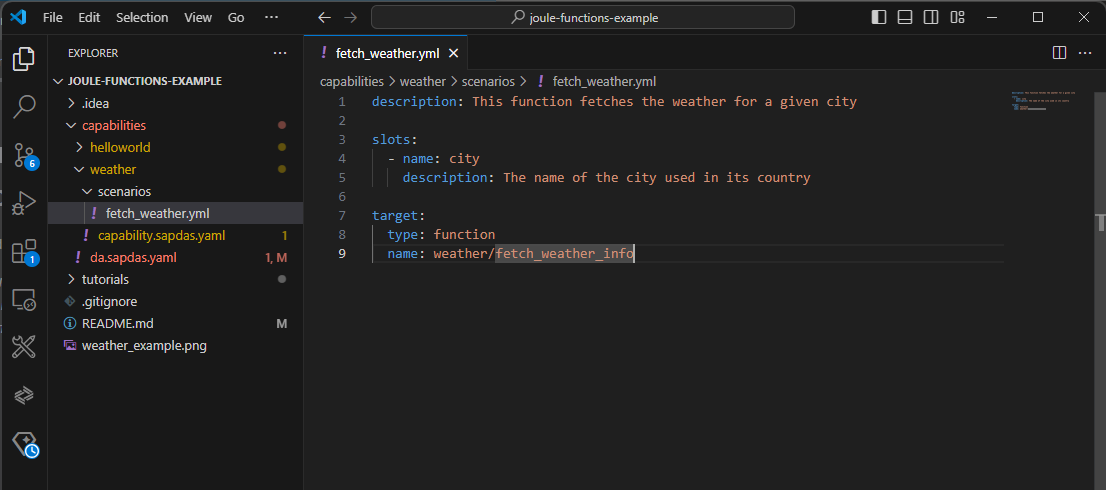 File Edit Selection View Go ··· joule-functions-example
EXPLORER ···
JOULE-FUNCTIONS-EXAMPLE
.idea
capabilities
helloworld
weather
scenarios
! fetch_weather.yml
! capability.sapdas.yaml 1
! da.sapdas.yaml 1, M
tutorials
.gitignore
README.md M
weather_example.png
6
1
! fetch_weather.yml ···
capabilities > weather > scenarios > ! fetch_weather.yml
1 description: This function fetches the weather for a given city
2
3 slots:
4 - name: city
5 description: The name of the city used in its country
6
7 target:
8 type: function
9 name: weather/fetch_weather_info